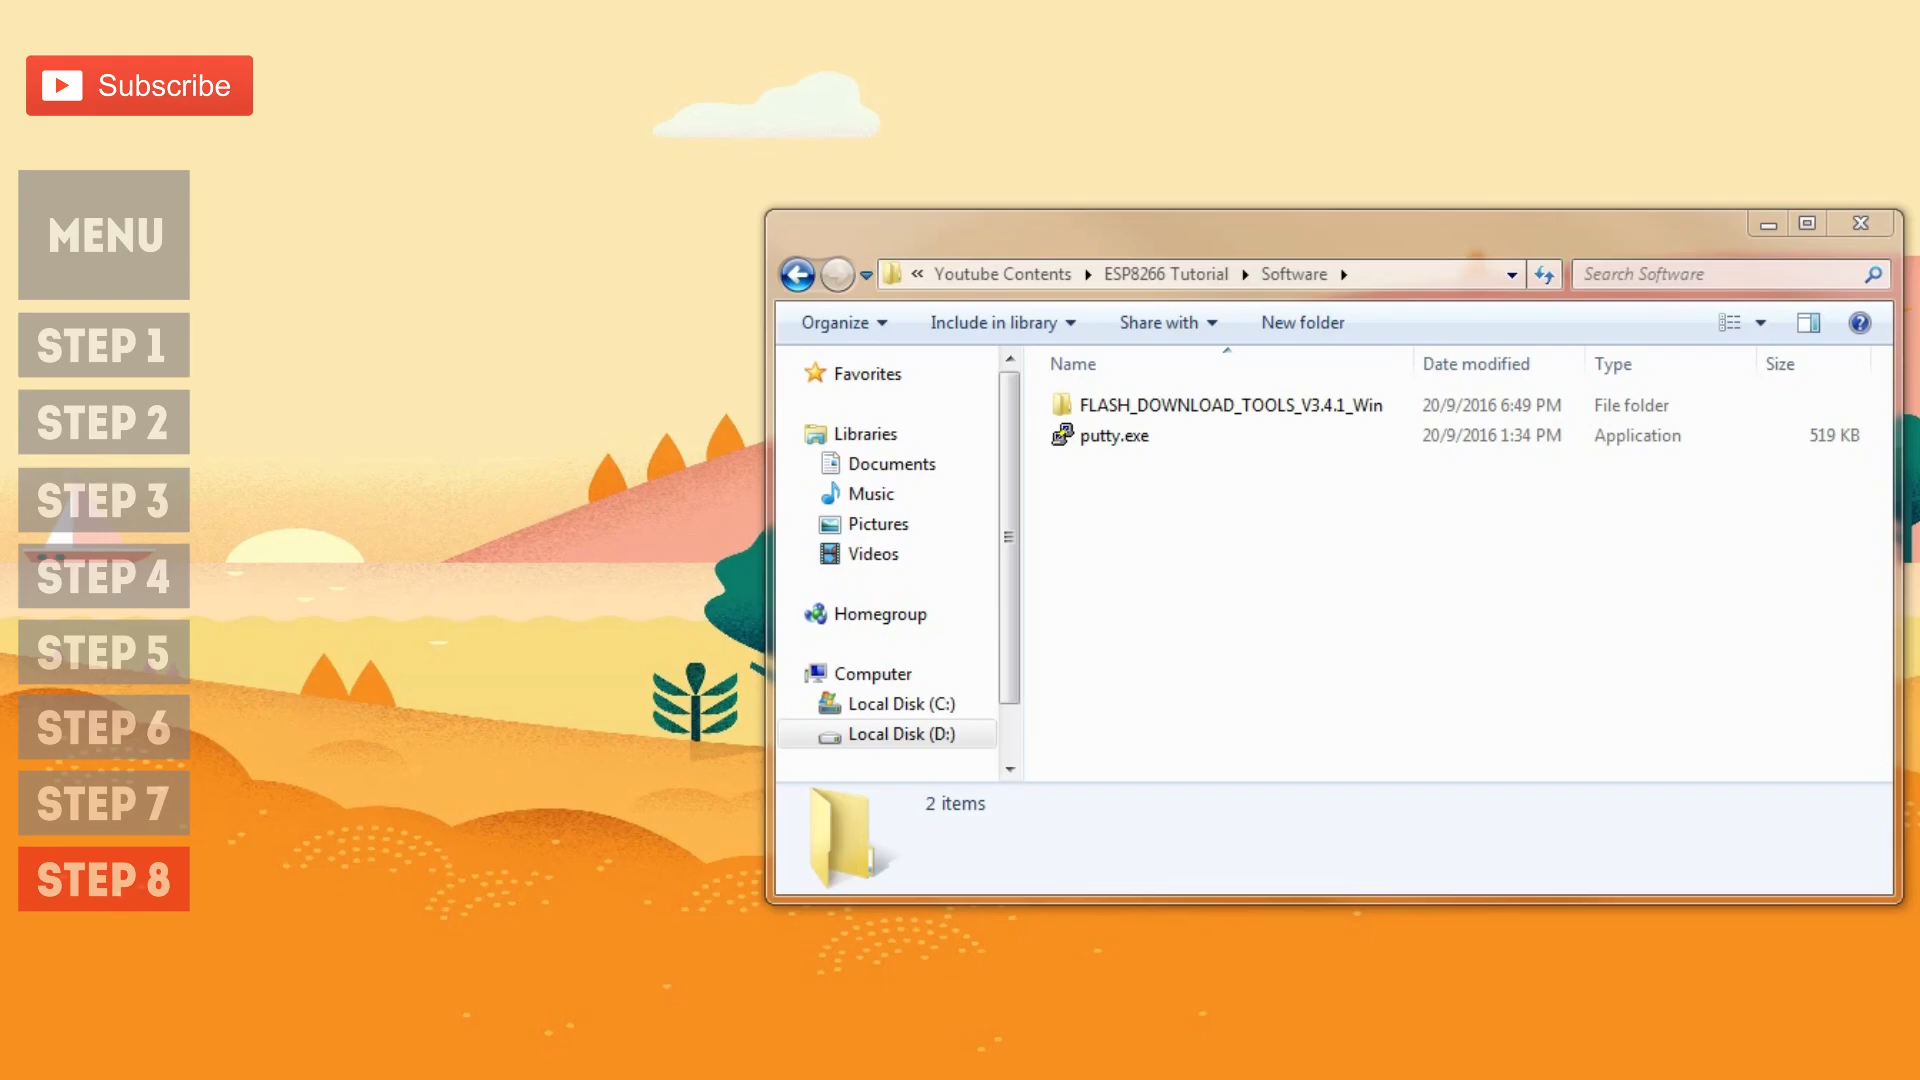 Subscribe
MENU
STEP 1
STEP 2
STEP 3
STEP 4
STEP 5
STEP 6
STEP 7
STEP 8
« Youtube Contents ESP8266 Tutorial Software
Search Software
Organize Include in library Share with New folder
Name Date modified Type Size
FLASH_DOWNLOAD_TOOLS_V3.4.1_Win 20/9/2016 6:49 PM File folder
putty.exe 20/9/2016 1:34 PM Application 519 KB
Favorites
Libraries
Documents
Music
Pictures
Videos
Homegroup
Computer
Local Disk (C:)
Local Disk (D:)
2 items